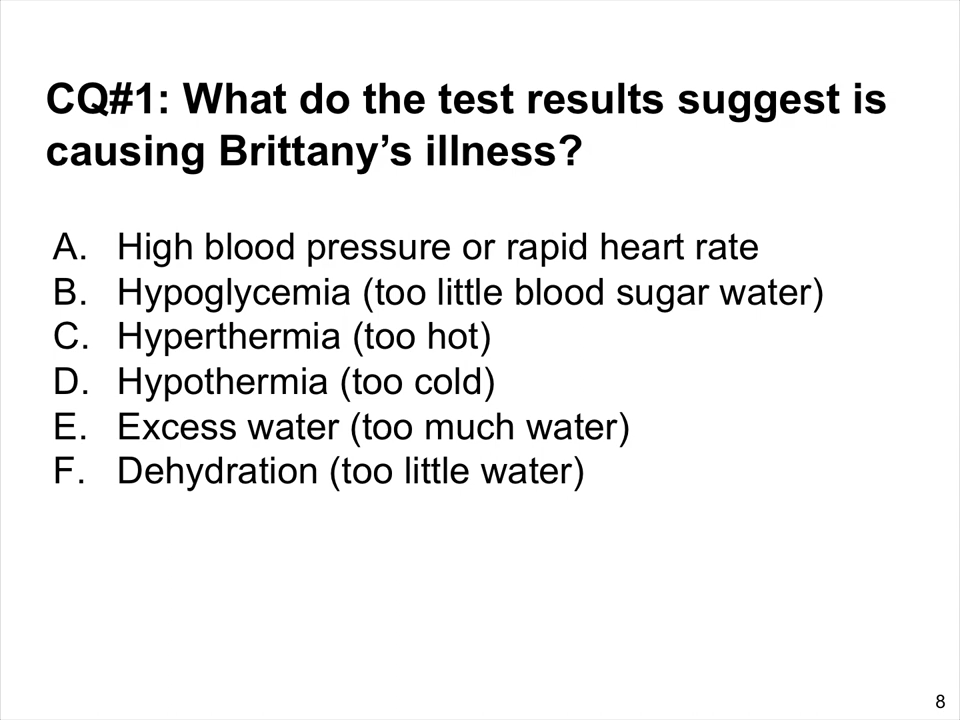 CQ#1: What do the test results suggest is
causing Brittany’s illness?
A. High blood pressure or rapid heart rate
B. Hypoglycemia (too little blood sugar water)
C. Hyperthermia (too hot)
D. Hypothermia (too cold)
E. Excess water (too much water)
F. Dehydration (too little water)
8